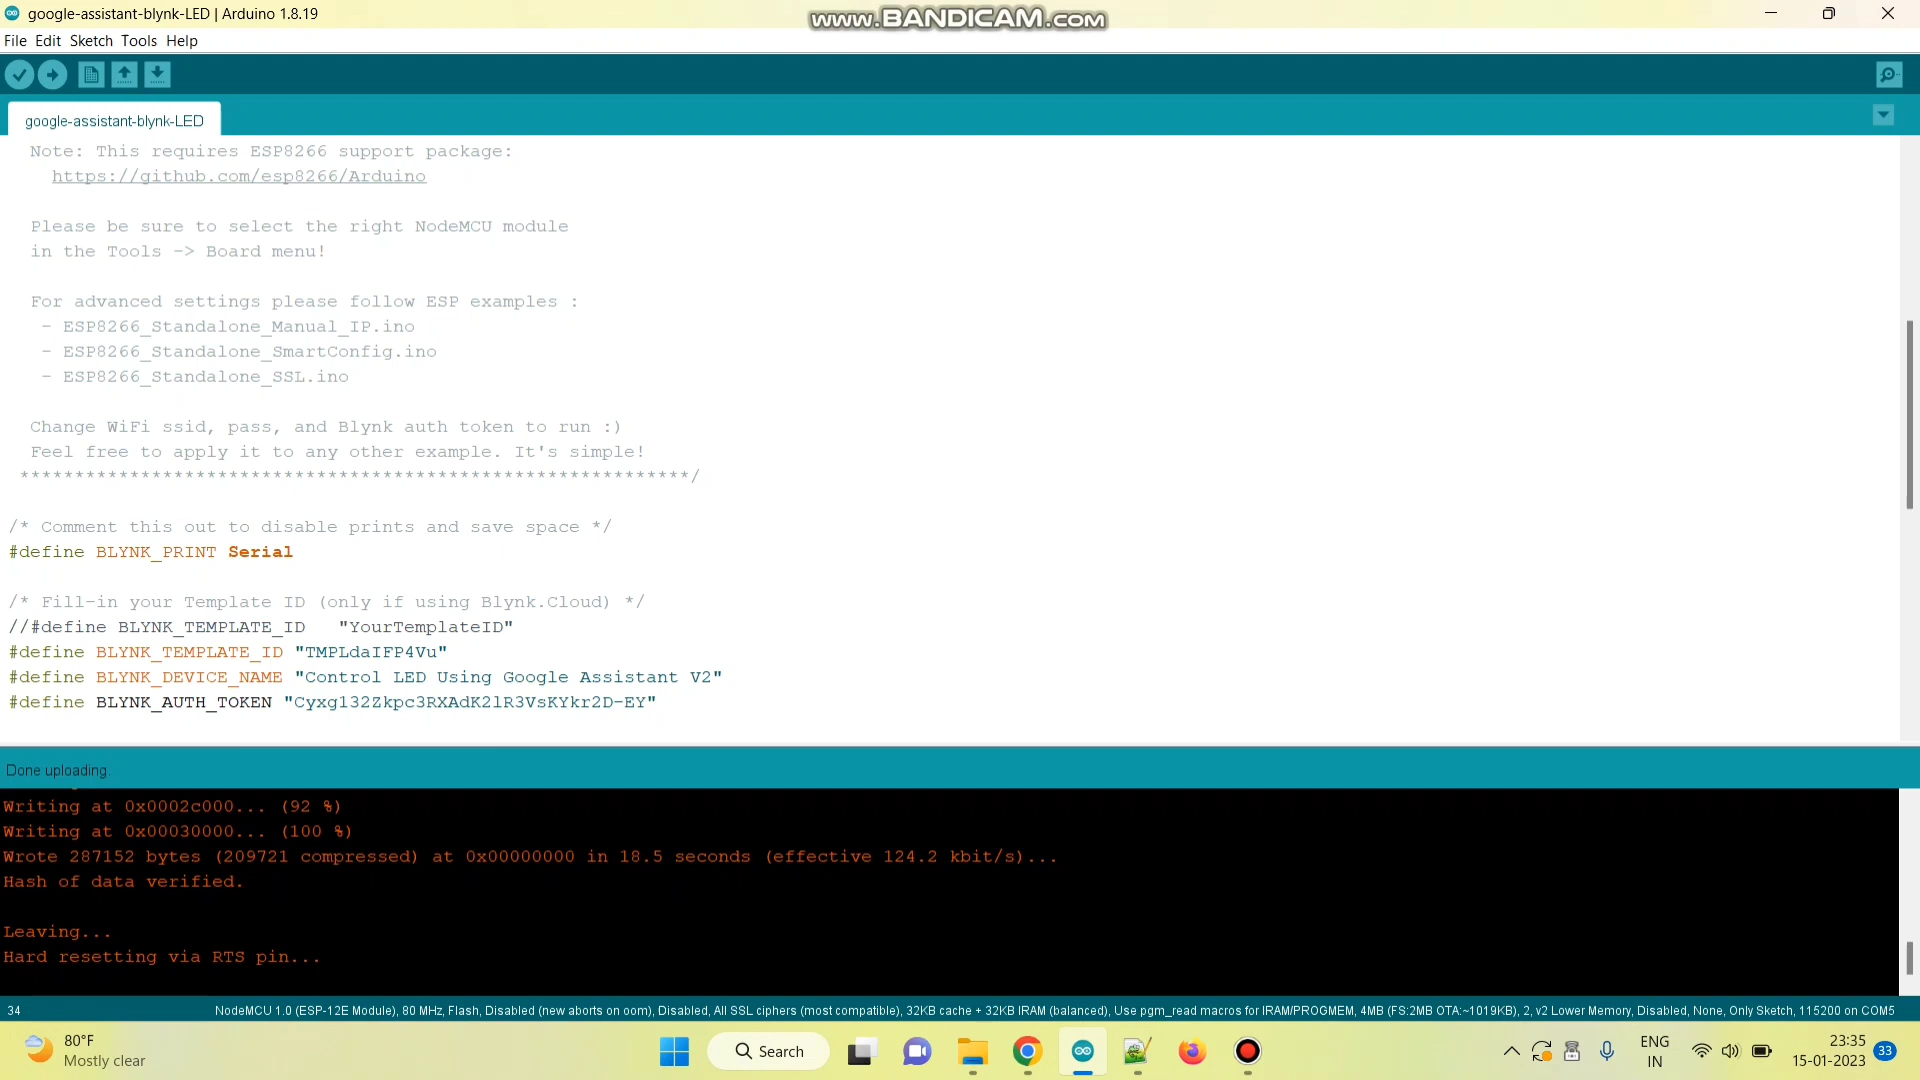 google-assistant-blynk-LED | Arduino 1.8.19
www.BANDICAM.com
File Edit Sketch Tools Help
google-assistant-blynk-LED
Note: This requires ESP8266 support package:
https://github.com/esp8266/Arduino
Please be sure to select the right NodeMCU module
in the Tools -> Board menu!
For advanced settings please follow ESP examples :
- ESP8266_Standalone_Manual_IP.ino
- ESP8266_Standalone_SmartConfig.ino
- ESP8266_Standalone_SSL.ino
Change WiFi ssid, pass, and Blynk auth token to run :)
Feel free to apply it to any other example. It's simple!
*************************************************************/
/* Comment this out to disable prints and save space */
#define BLYNK_PRINT Serial
/* Fill-in your Template ID (only if using Blynk.Cloud) */
//#define BLYNK_TEMPLATE_ID   "YourTemplateID"
#define BLYNK_TEMPLATE_ID "TMPLdaIFP4Vu"
#define BLYNK_DEVICE_NAME "Control LED Using Google Assistant V2"
#define BLYNK_AUTH_TOKEN "Cyxg132Zkpc3RXAdK2lR3VsKYkr2D-EY"
Done uploading.
Writing at 0x0002c000... (92 %)
Writing at 0x00030000... (100 %)
Wrote 287152 bytes (209721 compressed) at 0x00000000 in 18.5 seconds (effective 124.2 kbit/s)...
Hash of data verified.
Leaving...
Hard resetting via RTS pin...
34
NodeMCU 1.0 (ESP-12E Module), 80 MHz, Flash, Disabled (new aborts on oom), Disabled, All SSL ciphers (most compatible), 32KB cache + 32KB IRAM (balanced), Use pgm_read macros for IRAM/PROGMEM, 4MB (FS:2MB OTA:~1019KB), 2, v2 Lower Memory, Disabled, None, Only Sketch, 115200 on COM5
80°F
Mostly clear
Search
ENG
IN
23:35
15-01-2023
33